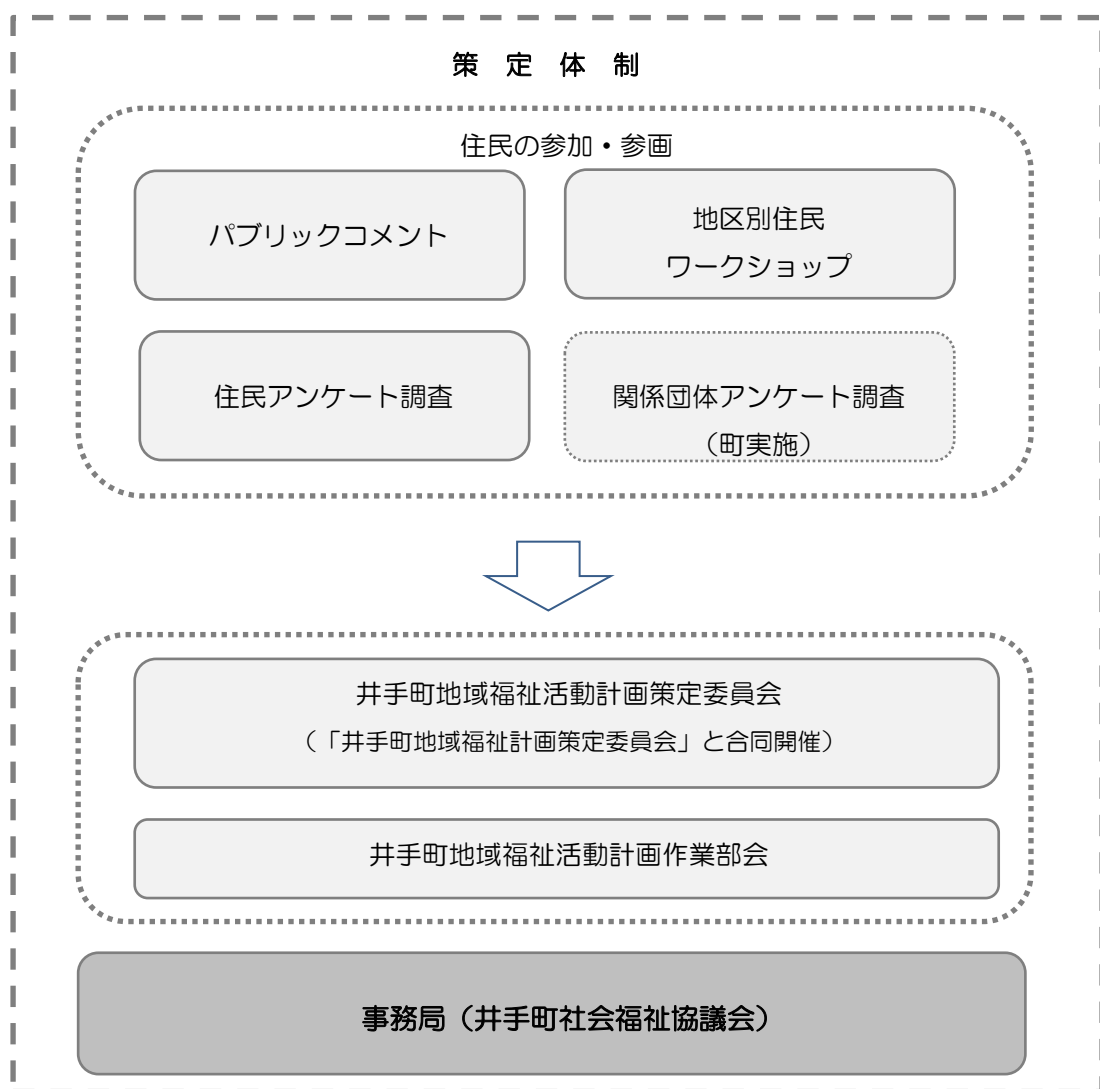 策 定 体 制
住民の参加・参画
パブリックコメント
地区別住民
ワークショップ
住民アンケート調査
関係団体アンケート調査
（町実施）
井手町地域福祉活動計画策定委員会
（「井手町地域福祉計画策定委員会」と合同開催）
井手町地域福祉活動計画作業部会
事務局（井手町社会福祉協議会）